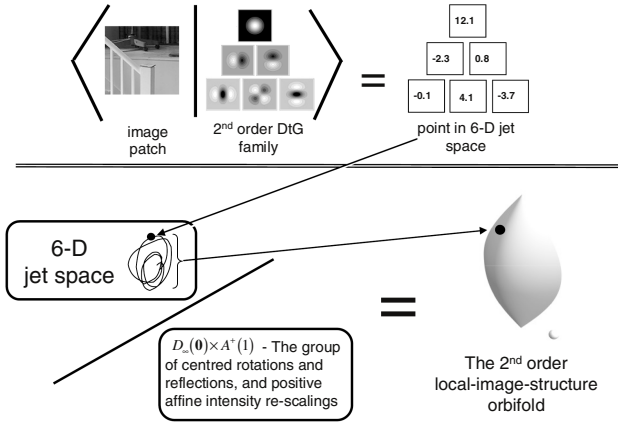 12.1
-2.3 0.8
=
-0.1 4.1 -3.7
image
patch
2nd order DtG
family
point in 6-D jet
space
6-D
jet space
=
D∞(0)×A⁺(1) - The group
of centred rotations and
reflections, and positive
affine intensity re-scalings
The 2nd order
local-image-structure
orbifold